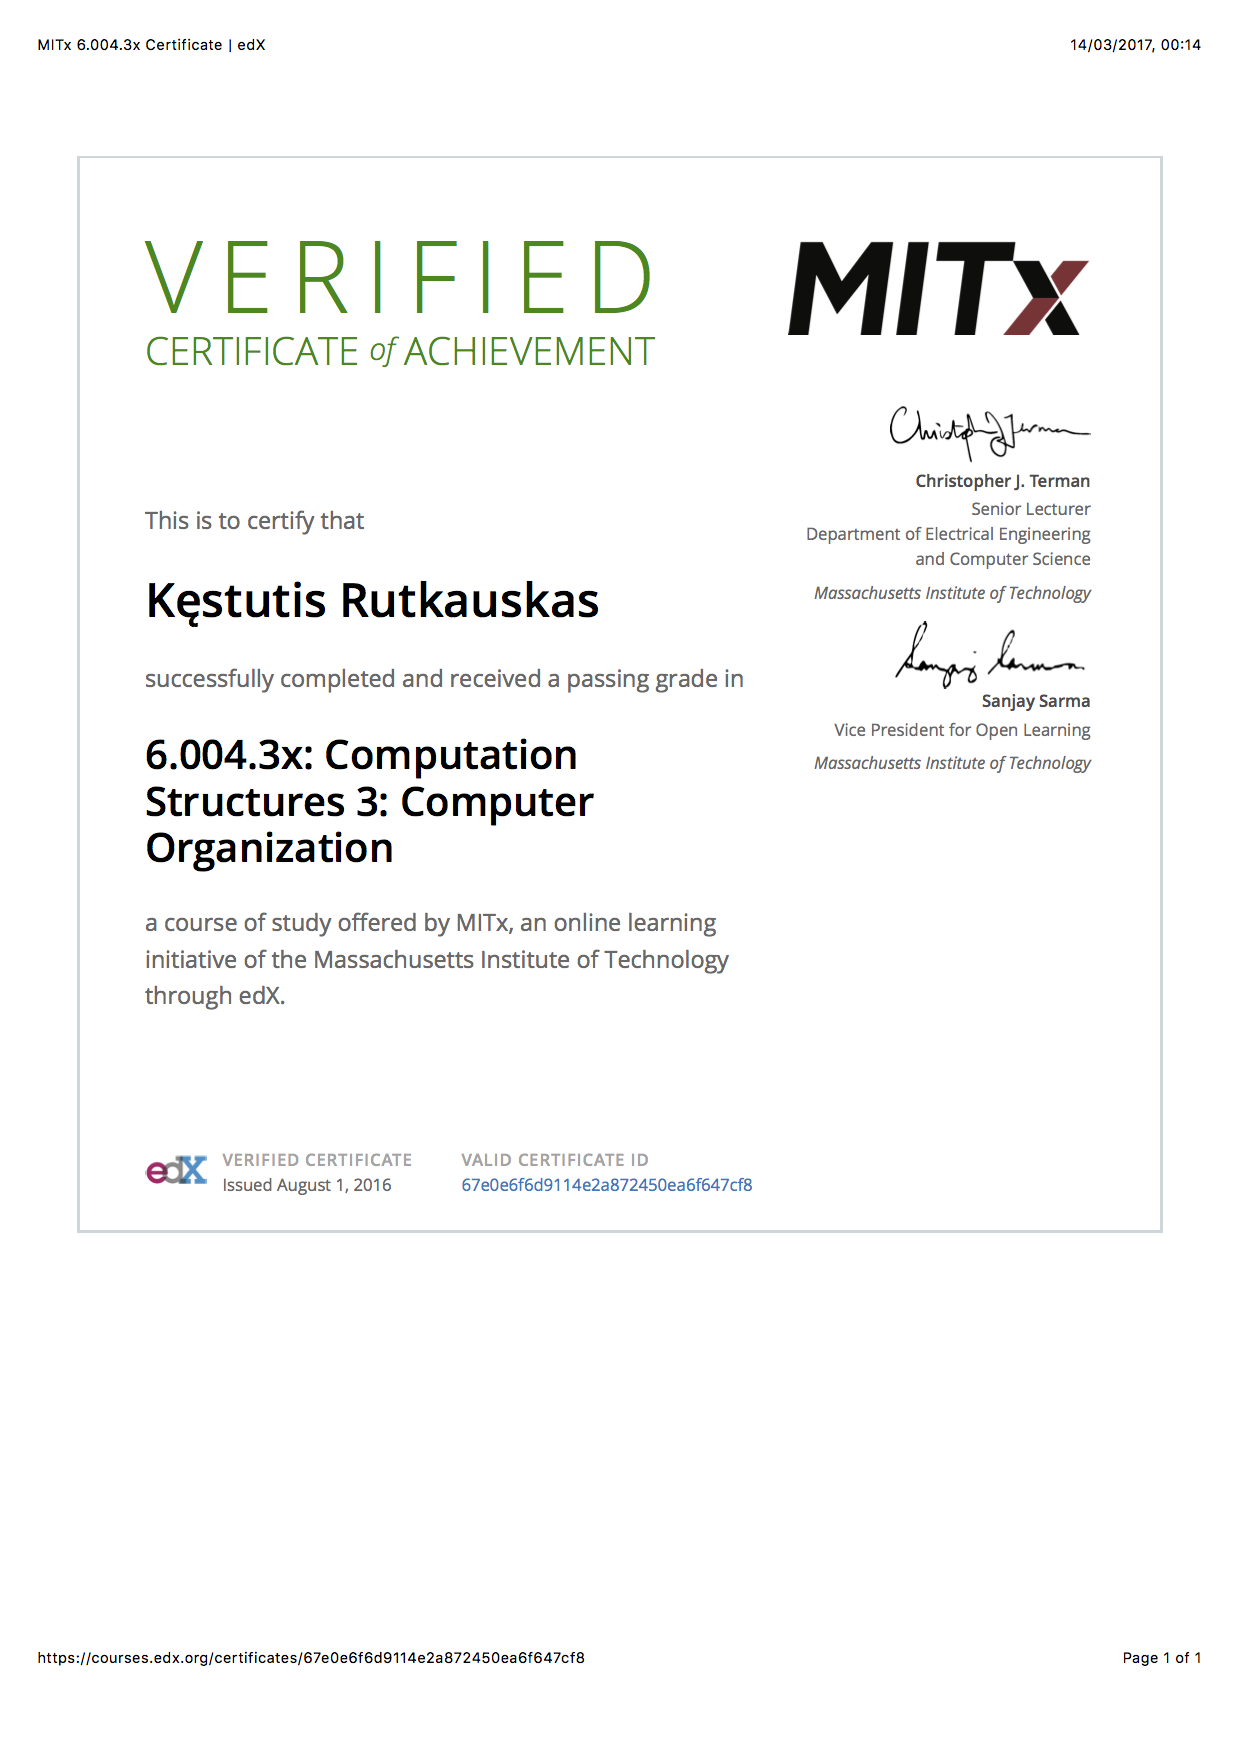 MITx 6.004.3x Certificate | edX
14/03/2017, 00:14
VERIFIED
CERTIFICATE of ACHIEVEMENT
MITx
Christopher J. Terman
Christopher J. Terman
Senior Lecturer
Department of Electrical Engineering
and Computer Science
Massachusetts Institute of Technology
Sanjay Sarma
Sanjay Sarma
Vice President for Open Learning
Massachusetts Institute of Technology
This is to certify that
Kęstutis Rutkauskas
successfully completed and received a passing grade in
6.004.3x: Computation
Structures 3: Computer
Organization
a course of study offered by MITx, an online learning
initiative of the Massachusetts Institute of Technology
through edX.
edX
VERIFIED CERTIFICATE
Issued August 1, 2016
VALID CERTIFICATE ID
67e0e6f6d9114e2a872450ea6f647cf8
https://courses.edx.org/certificates/67e0e6f6d9114e2a872450ea6f647cf8
Page 1 of 1